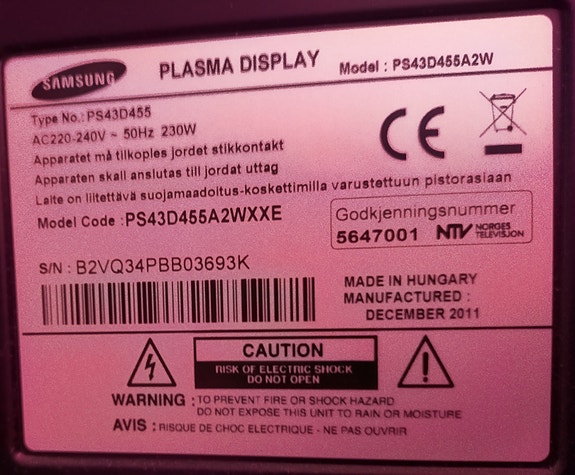 SAMSUNG PLASMA DISPLAY Model : PS43D455A2W
Type No.: PS43D455
AC220-240V ~ 50Hz 230W
Apparatet må tilkoples jordet stikkontakt
Apparaten skall anslutas till jordat uttag
Laite on liitettävä suojamaadoitus-koskettimilla varustettuun pistorasiaan
Model Code : PS43D455A2WXXE
Godkjenningsnummer
5647001 NTV NORGES TELEVISJON
S/N : B2VQ34PBB03693K
MADE IN HUNGARY
MANUFACTURED :
DECEMBER 2011
CAUTION
RISK OF ELECTRIC SHOCK
DO NOT OPEN
WARNING : TO PREVENT FIRE OR SHOCK HAZARD
DO NOT EXPOSE THIS UNIT TO RAIN OR MOISTURE
AVIS : RISQUE DE CHOC ELECTRIQUE - NE PAS OUVRIR